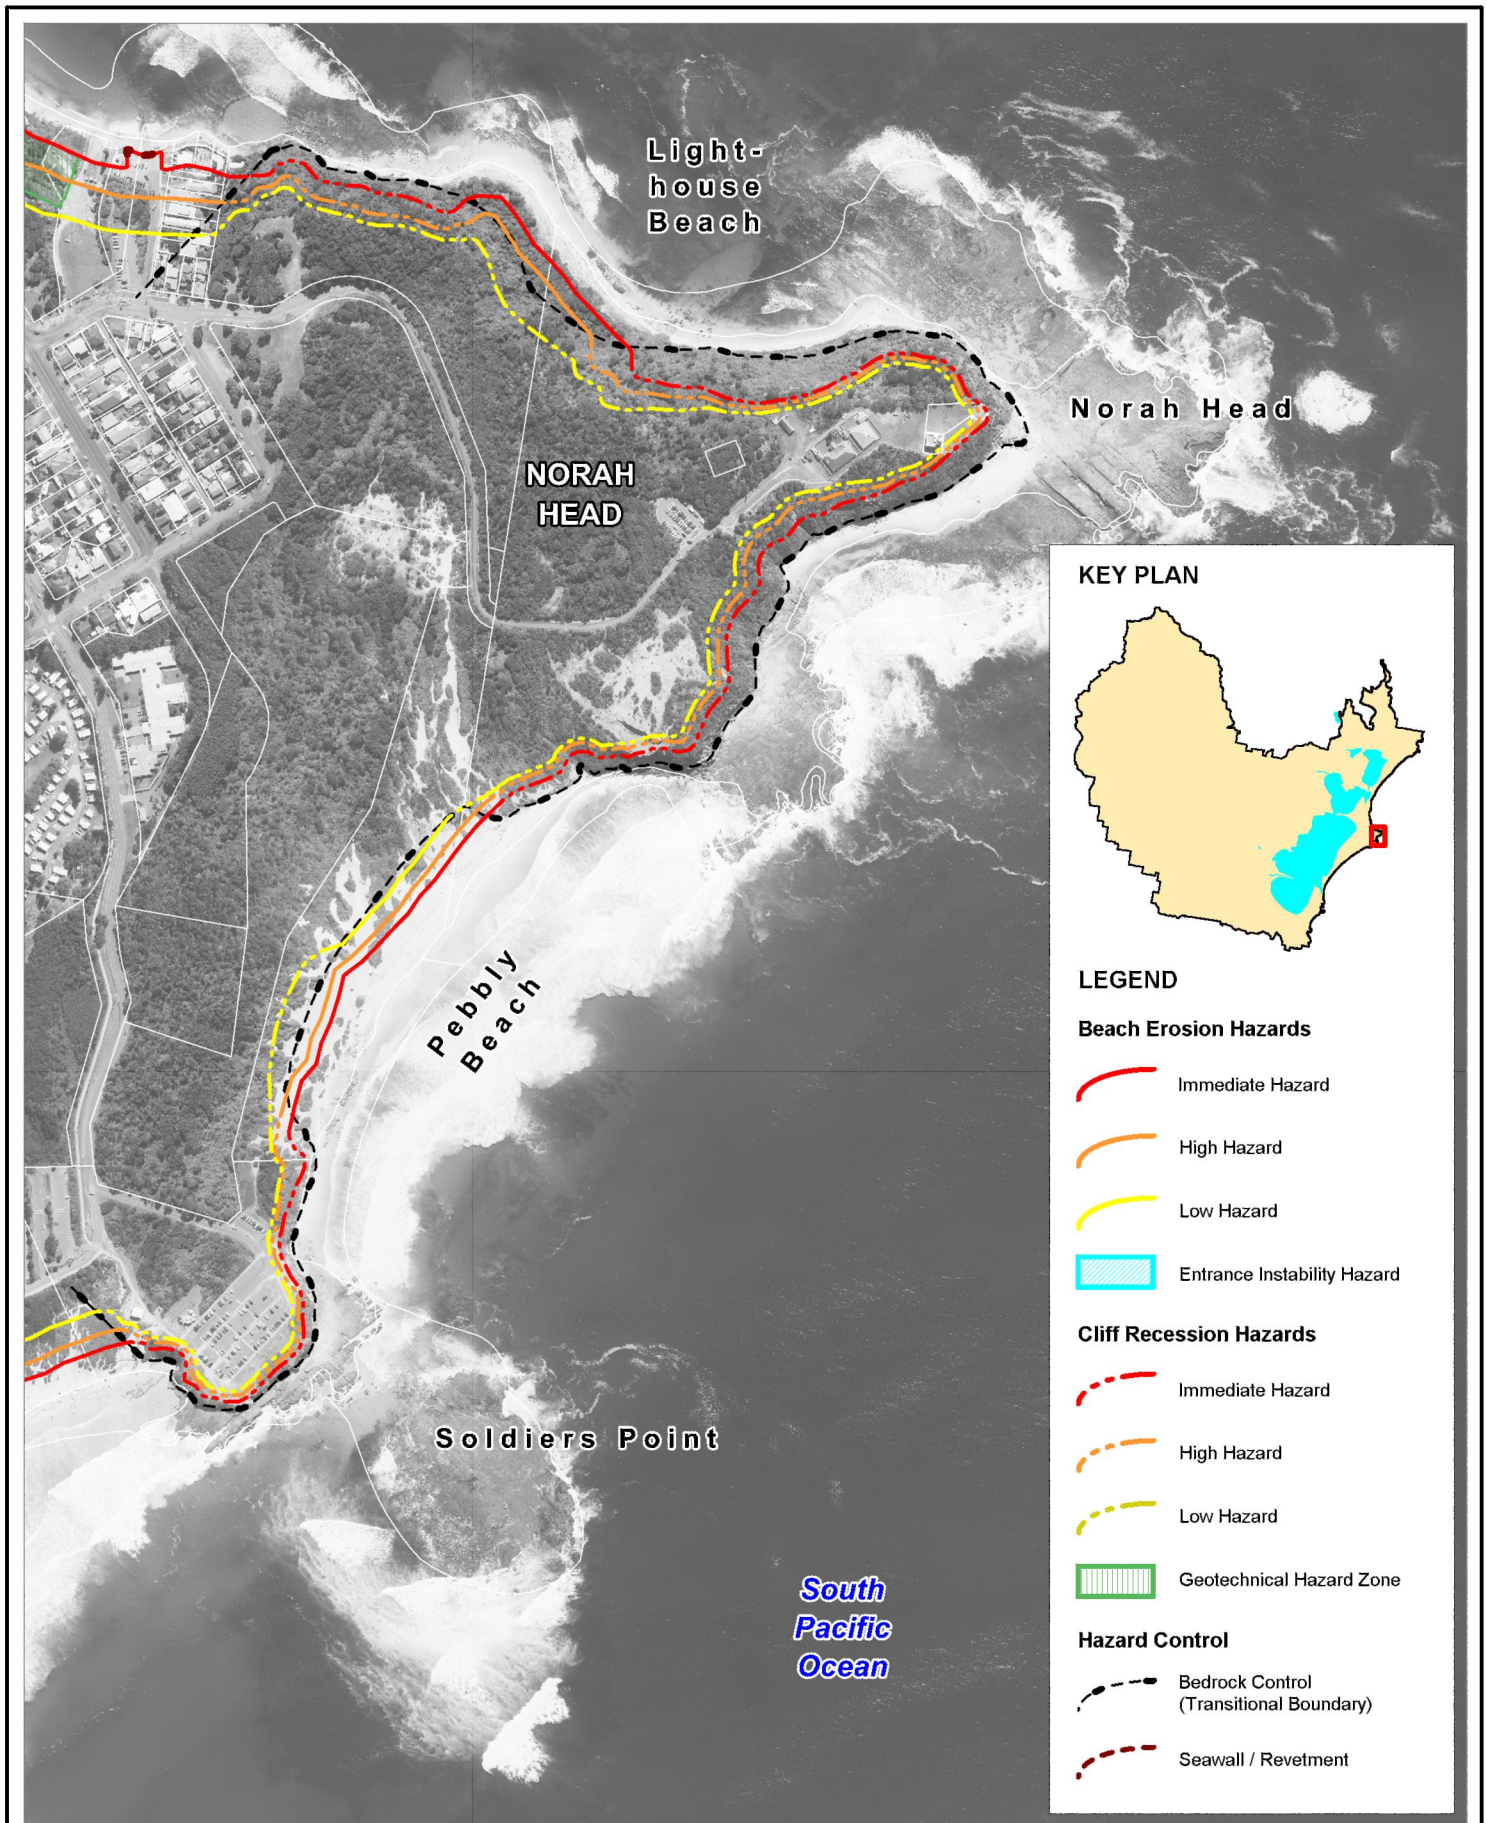 Light-
house
Beach
Norah Head
NORAH
HEAD
Pebbly
Beach
Soldiers Point
South
Pacific
Ocean
KEY PLAN
LEGEND
Beach Erosion Hazards
Immediate Hazard
High Hazard
Low Hazard
Entrance Instability Hazard
Cliff Recession Hazards
Immediate Hazard
High Hazard
Low Hazard
Geotechnical Hazard Zone
Hazard Control
Bedrock Control
(Transitional Boundary)
Seawall / Revetment